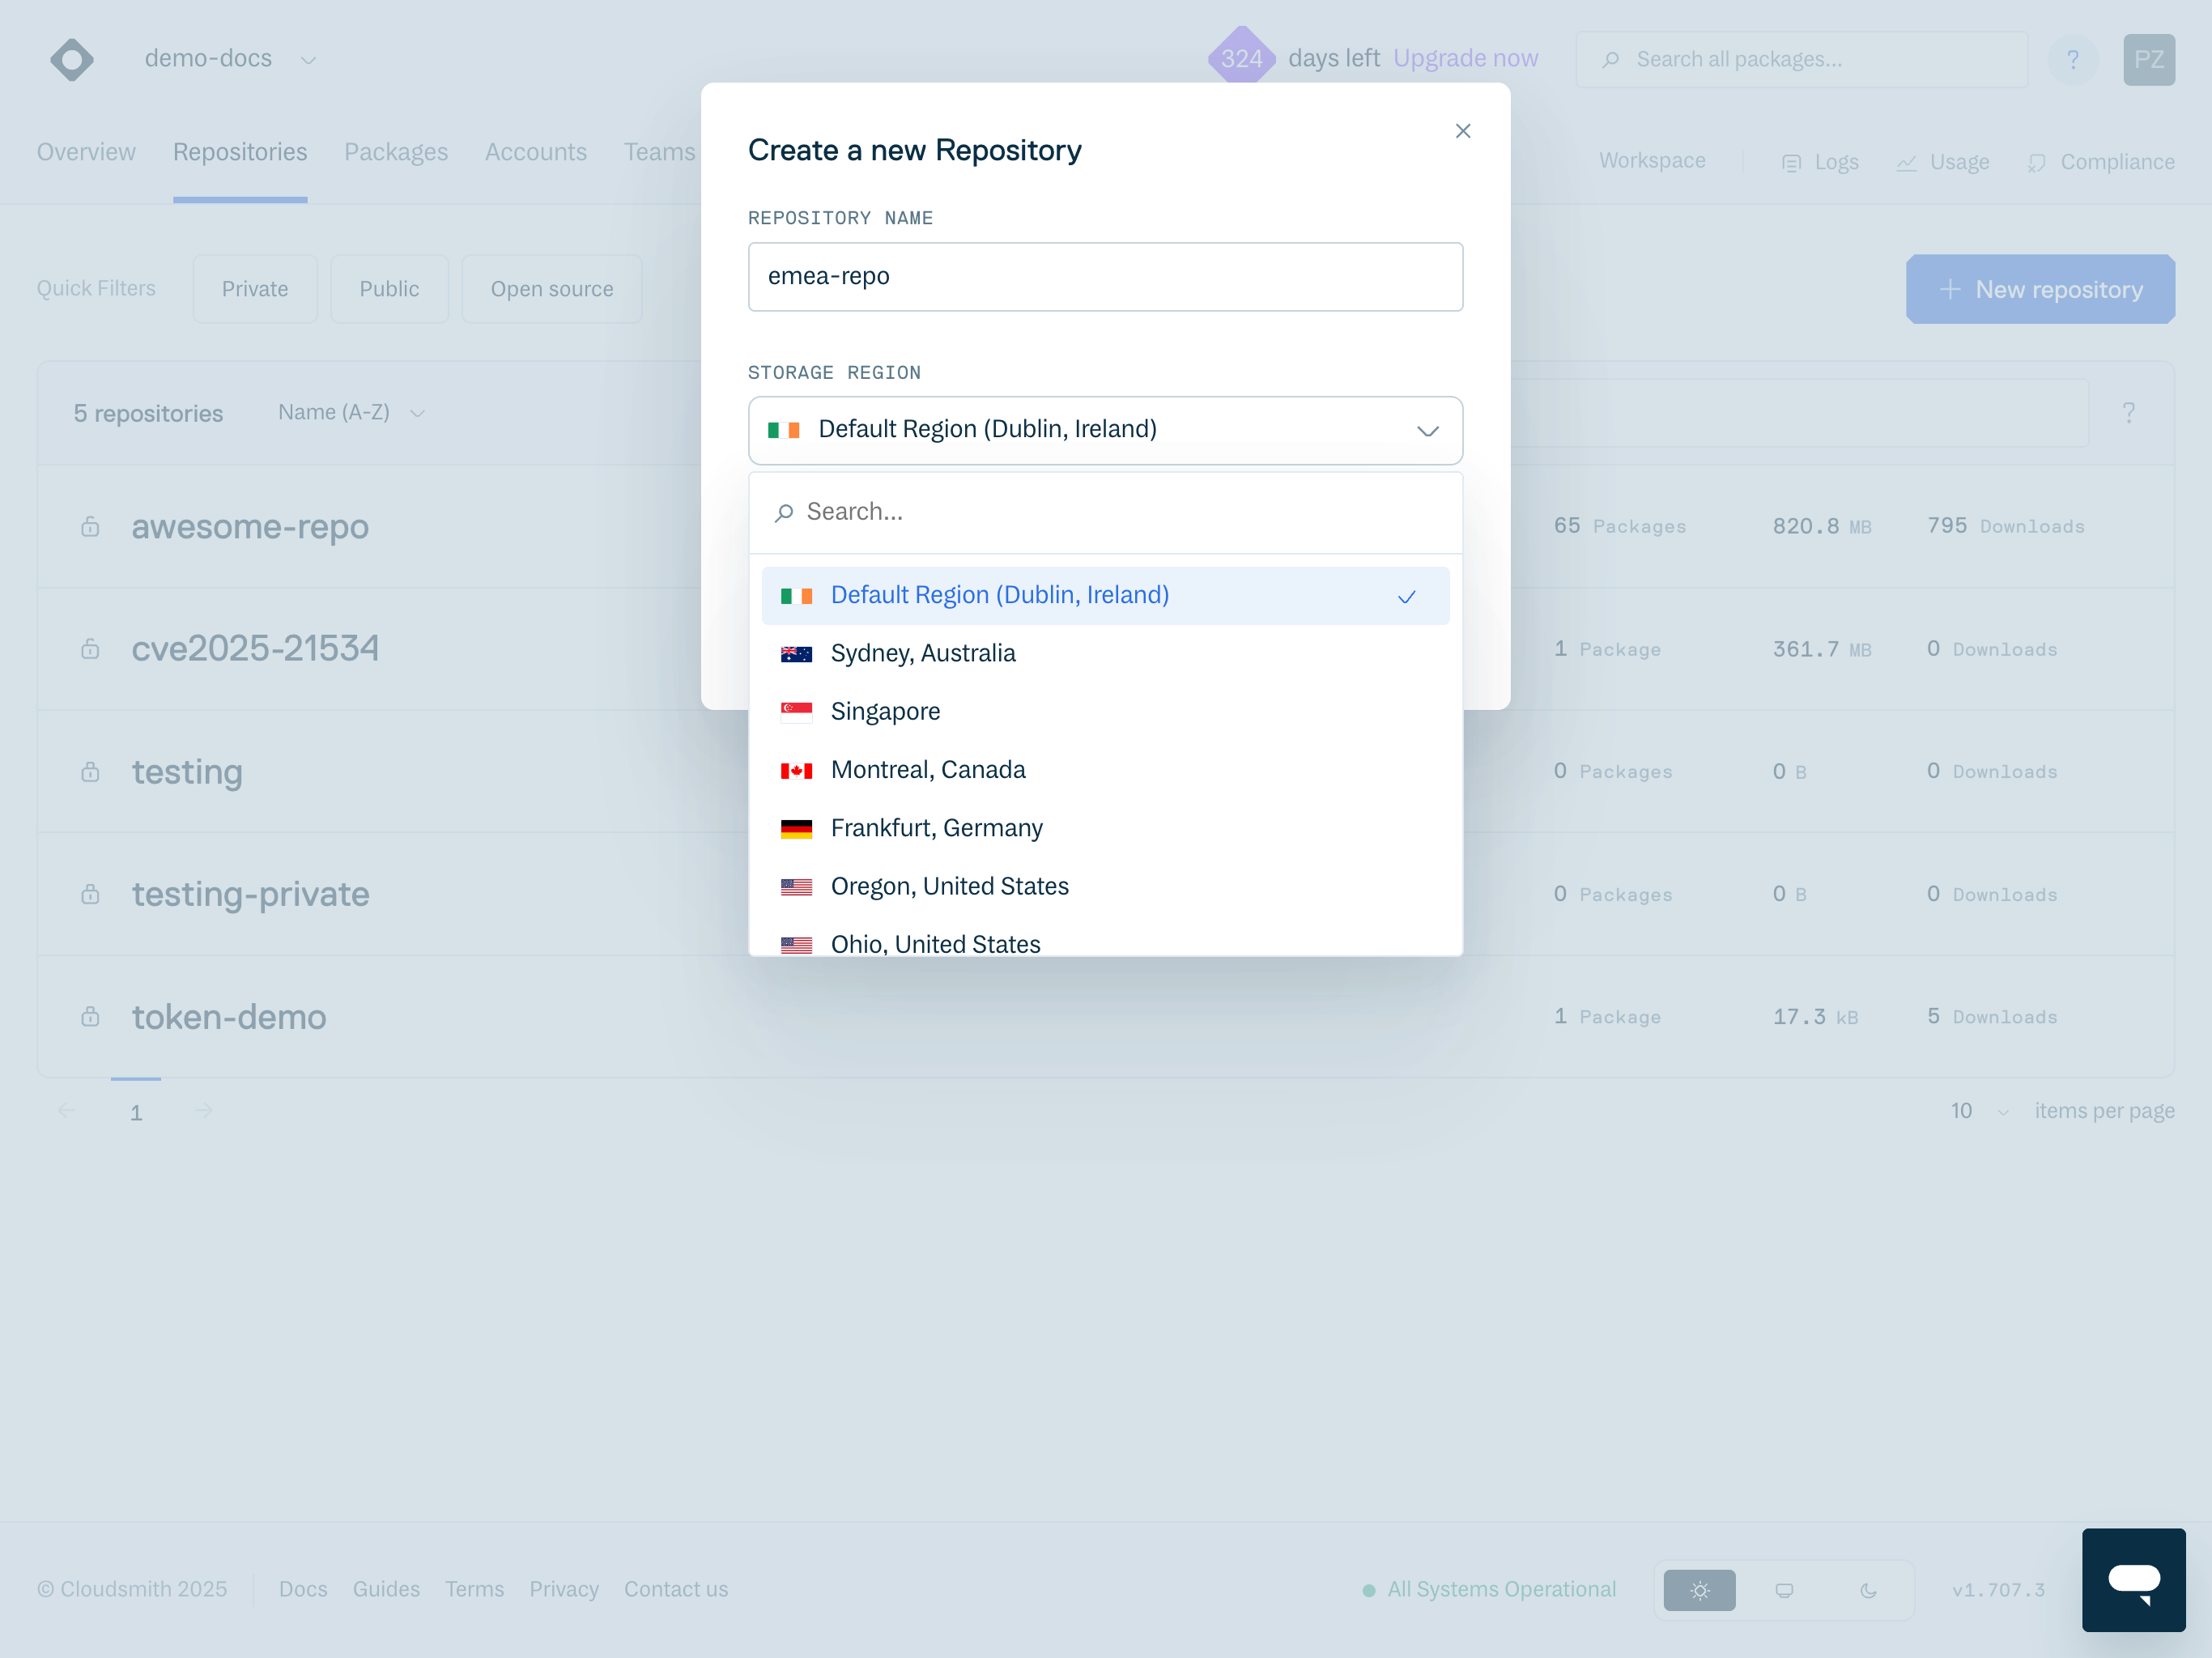 demo-docs
324 days left Upgrade now
Search all packages...
?
PZ
Overview Repositories Packages Accounts Teams
Workspace Logs Usage Compliance
Create a new Repository
REPOSITORY NAME
emea-repo
Quick Filters Private Public Open source
New repository
STORAGE REGION
Default Region (Dublin, Ireland)
5 repositories Name (A-Z)
?
Search...
Default Region (Dublin, Ireland)
Sydney, Australia
Singapore
Montreal, Canada
Frankfurt, Germany
Oregon, United States
Ohio, United States
awesome-repo 65 Packages 820.8 MB 795 Downloads
cve2025-21534 1 Package 361.7 MB 0 Downloads
testing 0 Packages 0 B 0 Downloads
testing-private 0 Packages 0 B 0 Downloads
token-demo 1 Package 17.3 kB 5 Downloads
1
10 items per page
© Cloudsmith 2025 Docs Guides Terms Privacy Contact us
All Systems Operational
v1.707.3